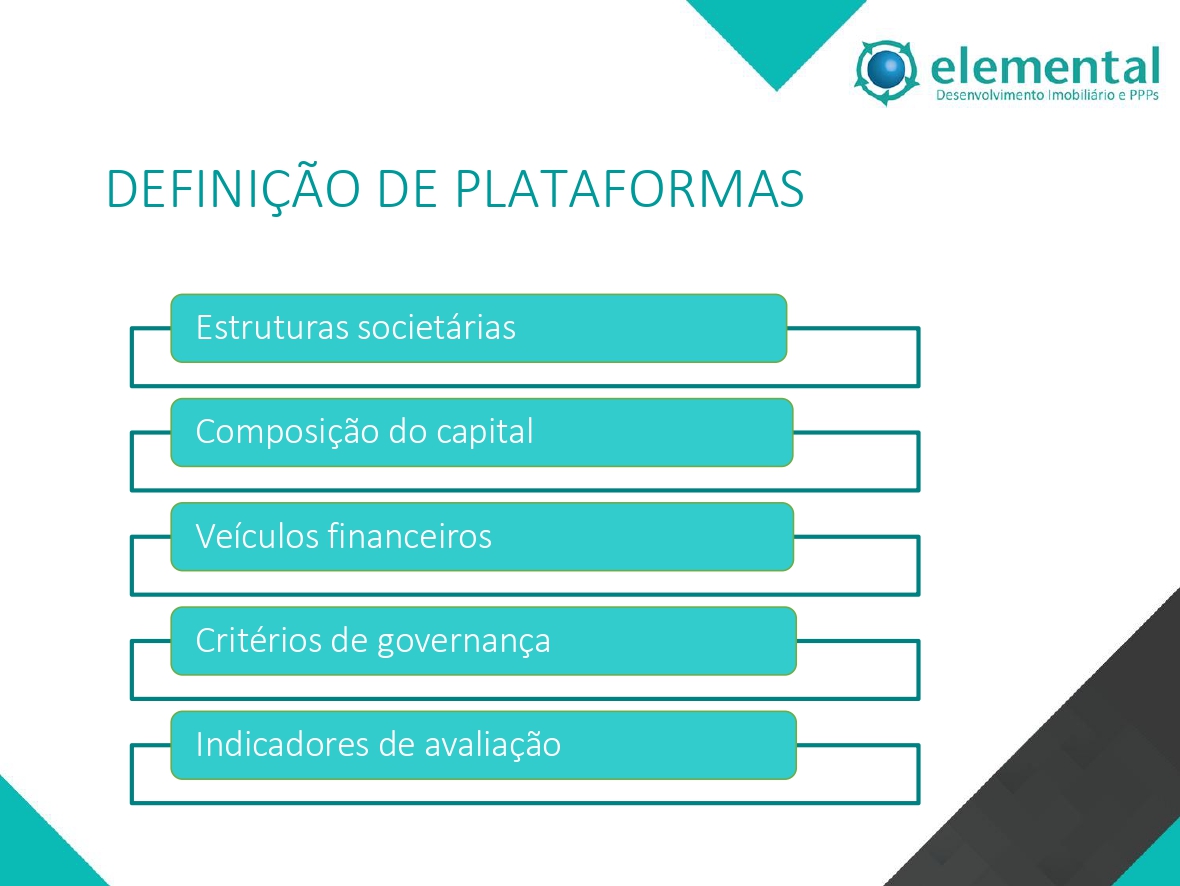 elemental
Desenvolvimento Imobiliário e PPPs
DEFINIÇÃO DE PLATAFORMAS
Estruturas societárias
Composição do capital
Veículos financeiros
Critérios de governança
Indicadores de avaliação